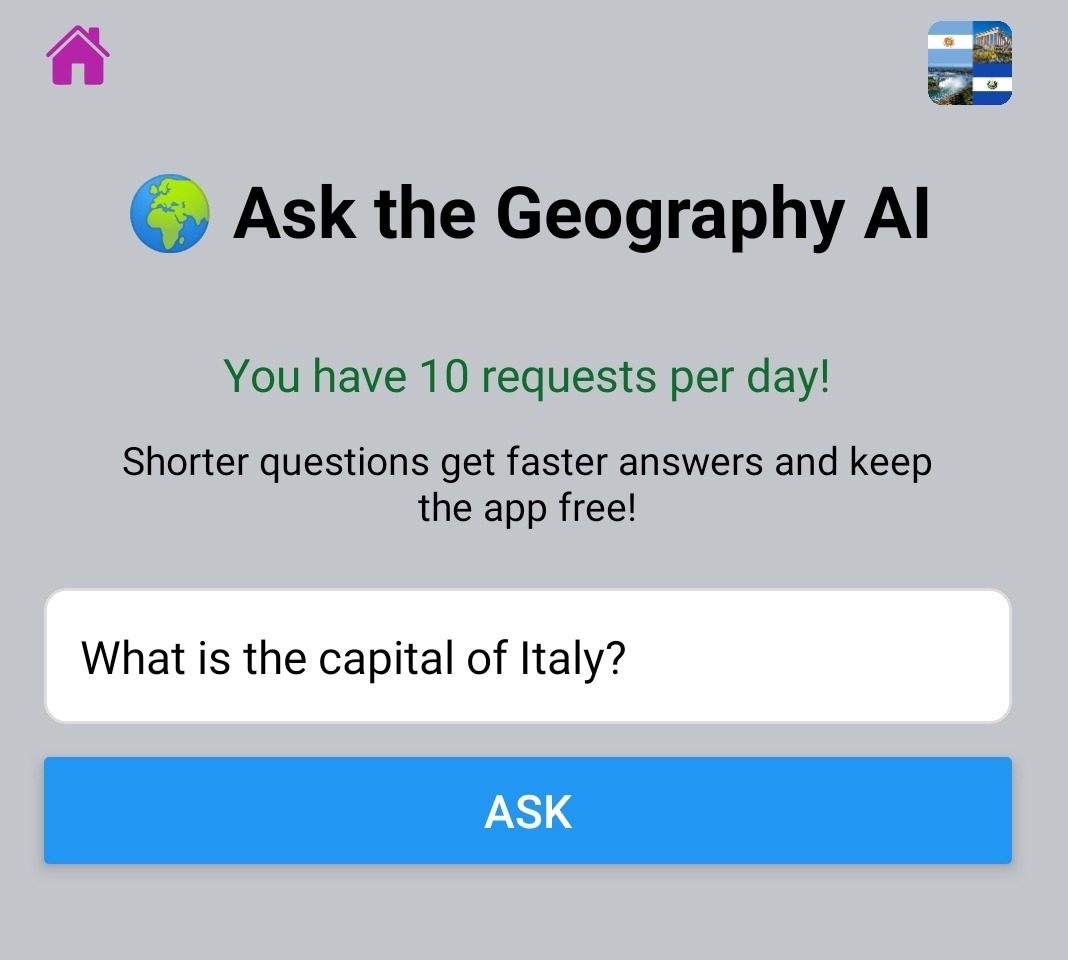 Ask the Geography AI
You have 10 requests per day!
Shorter questions get faster answers and keep
the app free!
What is the capital of Italy?
ASK